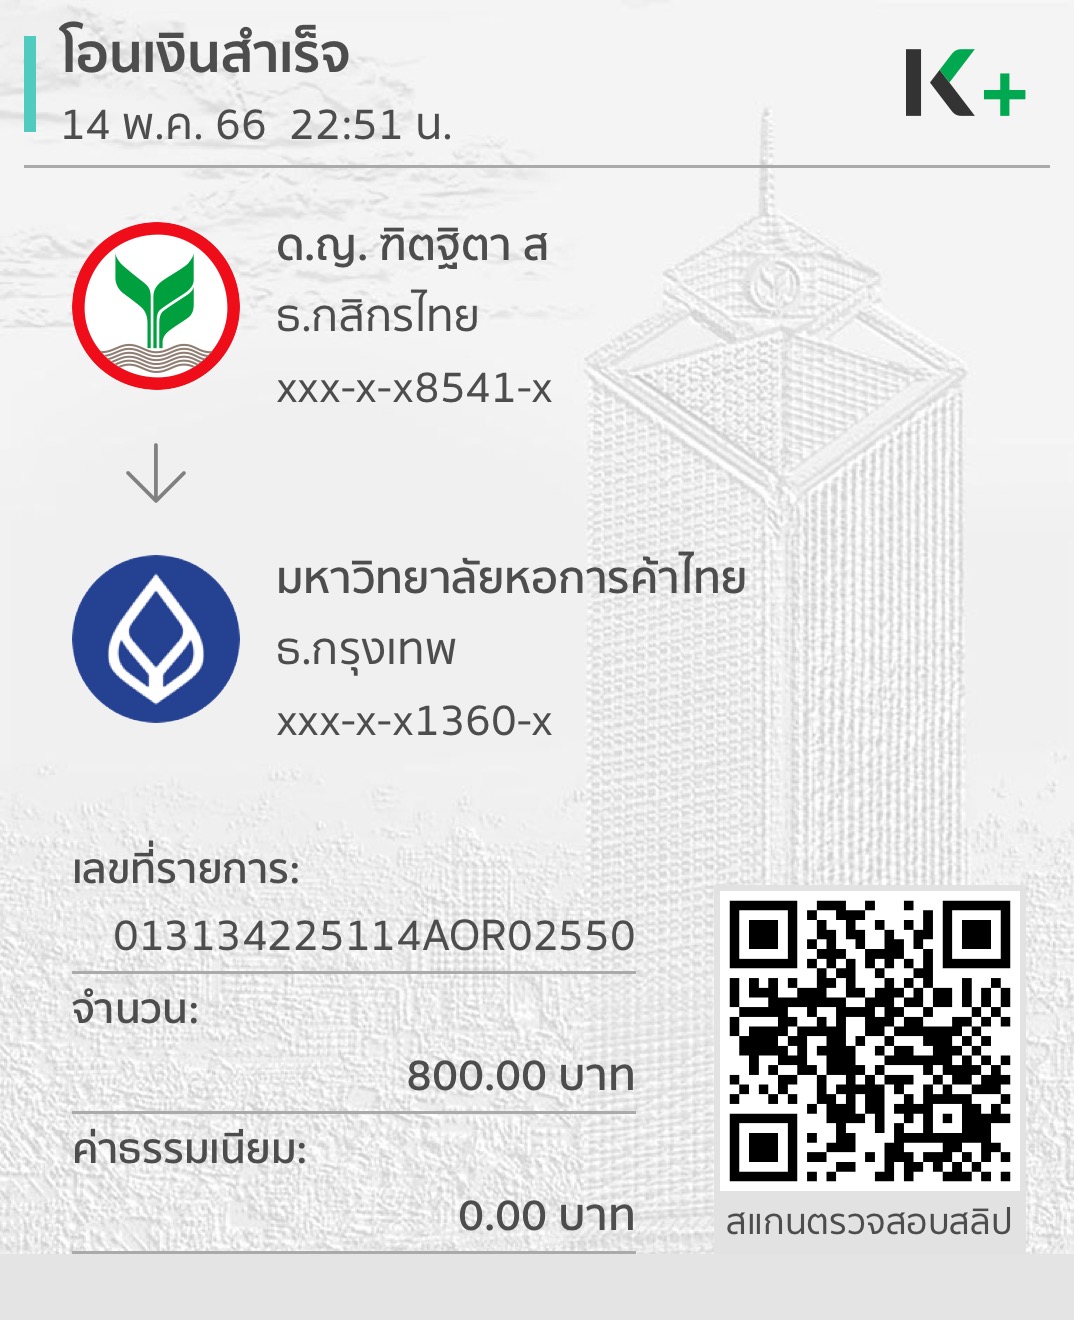 โอนเงินสำเร็จ
14 พ.ค. 66 22:51 น.
K+
ด.ญ. ฑิตฐิตา ส
ธ.กสิกรไทย
xxx-x-x8541-x
มหาวิทยาลัยหอการค้าไทย
ธ.กรุงเทพ
xxx-x-x1360-x
เลขที่รายการ:
013134225114AOR02550
จำนวน:
800.00 บาท
ค่าธรรมเนียม:
0.00 บาท
สแกนตรวจสอบสลิป